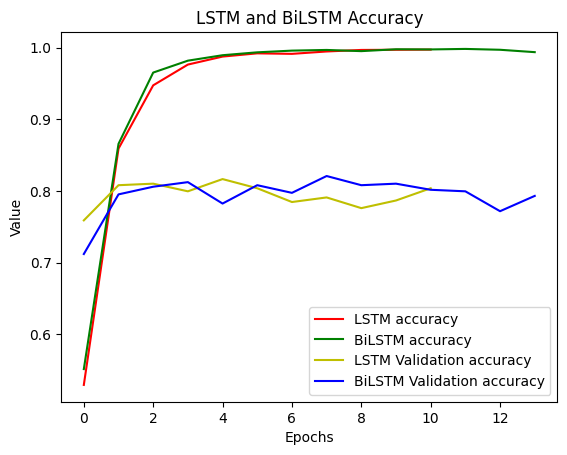 LSTM and BiLSTM Accuracy
1.0
0.9
0.8
0.7
0.6
Value
0 2 4 6 8 10 12
Epochs
LSTM accuracy
BiLSTM accuracy
LSTM Validation accuracy
BiLSTM Validation accuracy